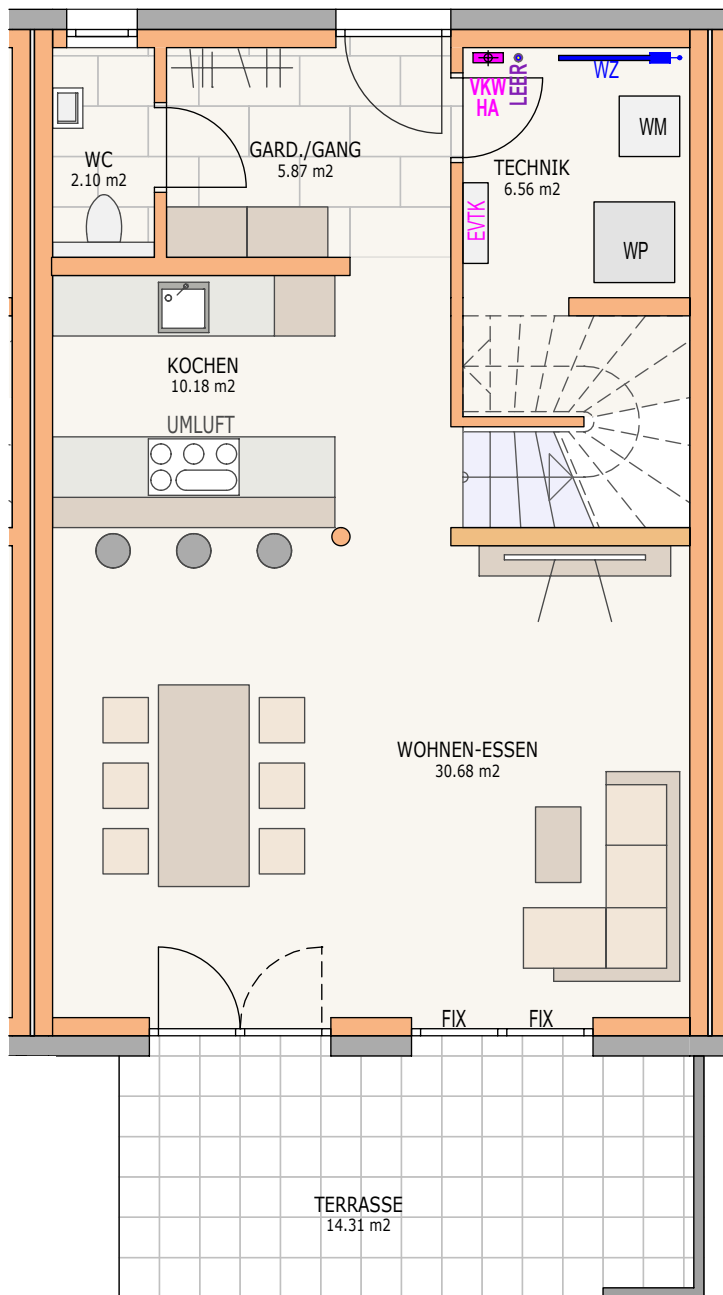 VKW
HA
LEER
WZ
WM
WC
2.10 m2
GARD./GANG
5.87 m2
TECHNIK
6.56 m2
EVTK
WP
KOCHEN
10.18 m2
UMLUFT
WOHNEN-ESSEN
30.68 m2
FIX
FIX
TERRASSE
14.31 m2